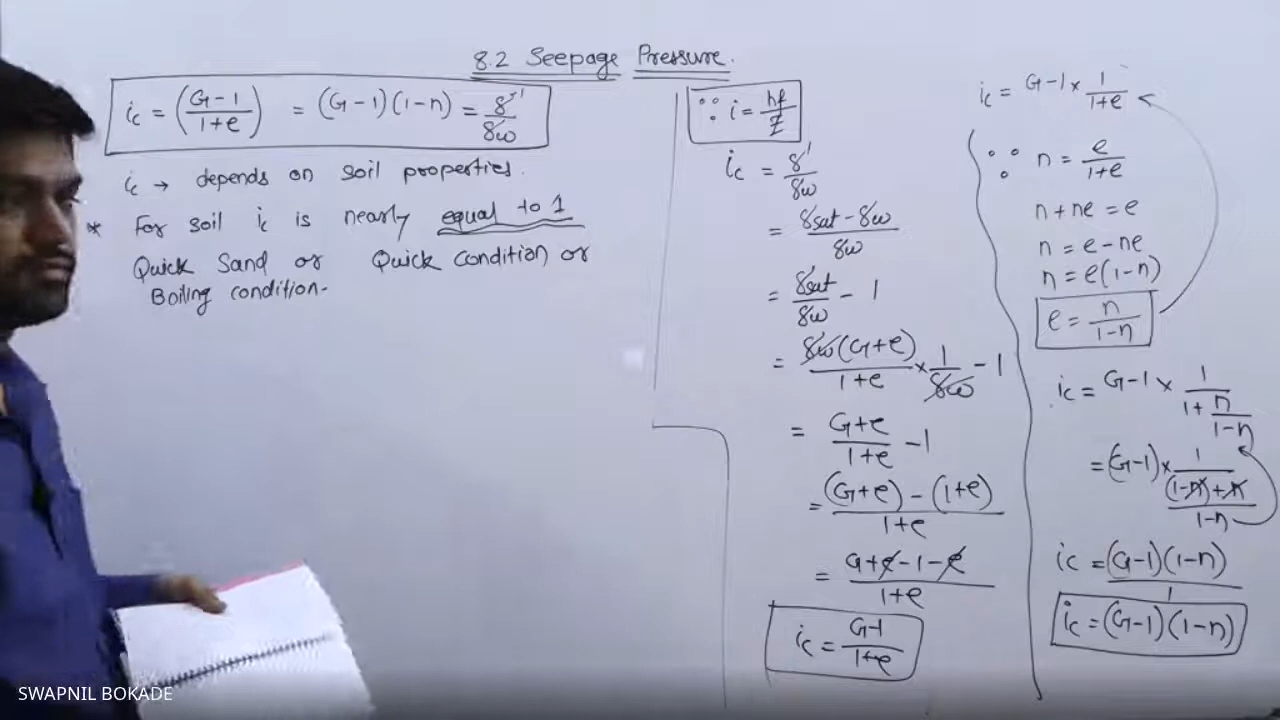 8.2 Seepage Pressure.
ic = (G-1/1+e) = (G-1)(1-n) = γ'/γw
ic → depends on soil properties.
* For soil ic is nearly equal to 1
Quick Sand or Quick Condition or
Boiling condition.
∵ i = hf/z
ic = γ'/γw
= γsat-γw/γw
= γsat/γw - 1
= γw(G+e)/1+e × 1/γw - 1
= G+e/1+e - 1
= (G+e) - (1+e)/1+e
= G+e-1-e/1+e
ic = G-1/1+e
ic = G-1 × 1/1+e
∵ n = e/1+e
n+ne = e
n = e-ne
n = e(1-n)
e = n/1-n
ic = G-1 × 1/1+n/1-n
= (G-1) × 1/(1-n)+n/1-n
ic = (G-1)(1-n)/1
ic = (G-1)(1-n)
SWAPNIL BOKADE